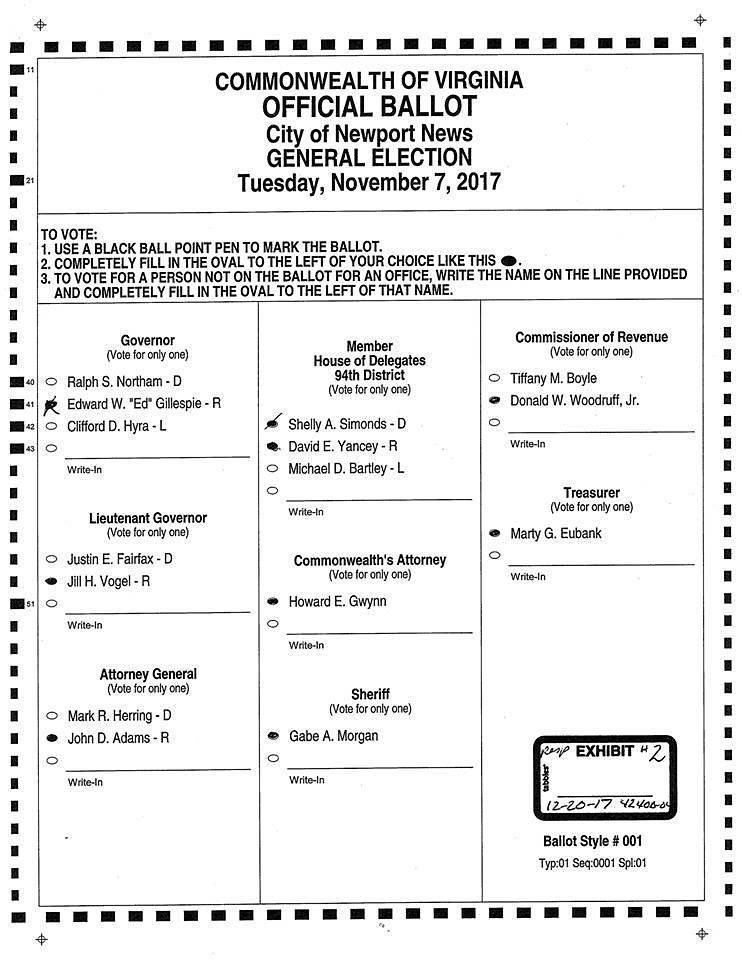 COMMONWEALTH OF VIRGINIA
OFFICIAL BALLOT
City of Newport News
GENERAL ELECTION
Tuesday, November 7, 2017
11
21
TO VOTE:
1. USE A BLACK BALL POINT PEN TO MARK THE BALLOT.
2. COMPLETELY FILL IN THE OVAL TO THE LEFT OF YOUR CHOICE LIKE THIS .
3. TO VOTE FOR A PERSON NOT ON THE BALLOT FOR AN OFFICE, WRITE THE NAME ON THE LINE PROVIDED
AND COMPLETELY FILL IN THE OVAL TO THE LEFT OF THAT NAME.
Governor
(Vote for only one)
40 Ralph S. Northam - D
41 Edward W. "Ed" Gillespie - R
42 Clifford D. Hyra - L
43
Write-In
Lieutenant Governor
(Vote for only one)
Justin E. Fairfax - D
Jill H. Vogel - R
51
Write-In
Attorney General
(Vote for only one)
Mark R. Herring - D
John D. Adams - R
Write-In
Member
House of Delegates
94th District
(Vote for only one)
Shelly A. Simonds - D
David E. Yancey - R
Michael D. Bartley - L
Write-In
Commonwealth's Attorney
(Vote for only one)
Howard E. Gwynn
Write-In
Sheriff
(Vote for only one)
Gabe A. Morgan
Write-In
Commissioner of Revenue
(Vote for only one)
Tiffany M. Boyle
Donald W. Woodruff, Jr.
Write-In
Treasurer
(Vote for only one)
Marty G. Eubank
Write-In
Resp EXHIBIT # 2
tabbies
12-20-17
Ballot Style # 001
Typ:01 Seq:0001 Spl:01